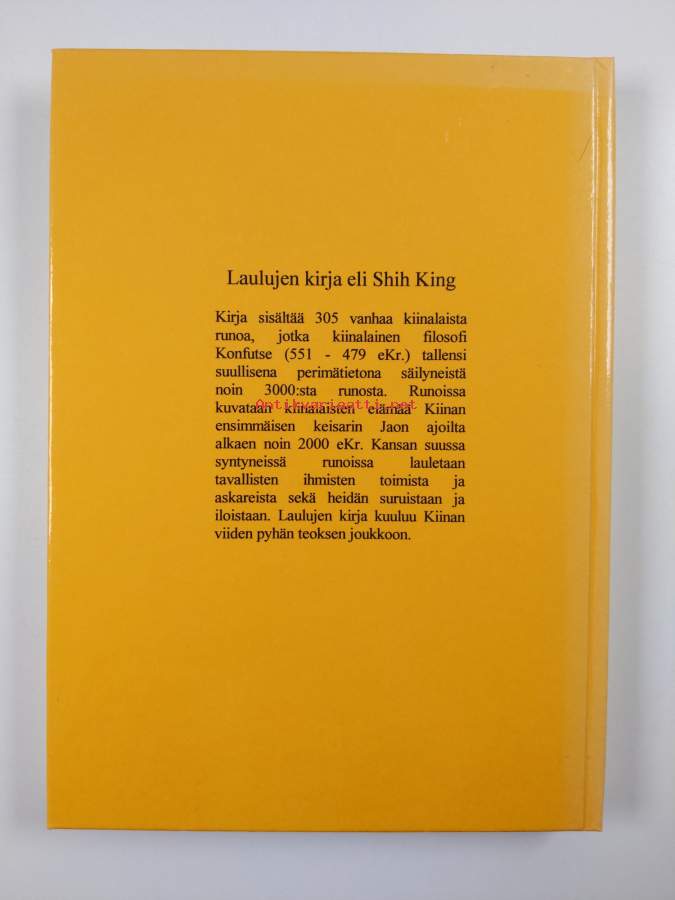 Laulujen kirja eli Shih King
Kirja sisältää 305 vanhaa kiinalaista
runoa, jotka kiinalainen filosofi
Konfutse (551 - 479 eKr.) tallensi
suullisena perimätietona säilyneistä
noin 3000:sta runosta. Runoissa
kuvataan kiinalaisten elämää Kiinan
Antikvariaatti.net
ensimmäisen keisarin Jaon ajoilta
alkaen noin 2000 eKr. Kansan suussa
syntyneissä runoissa lauletaan
tavallisten ihmisten toimista ja
askareista sekä heidän suruistaan ja
iloistaan. Laulujen kirja kuuluu Kiinan
viiden pyhän teoksen joukkoon.